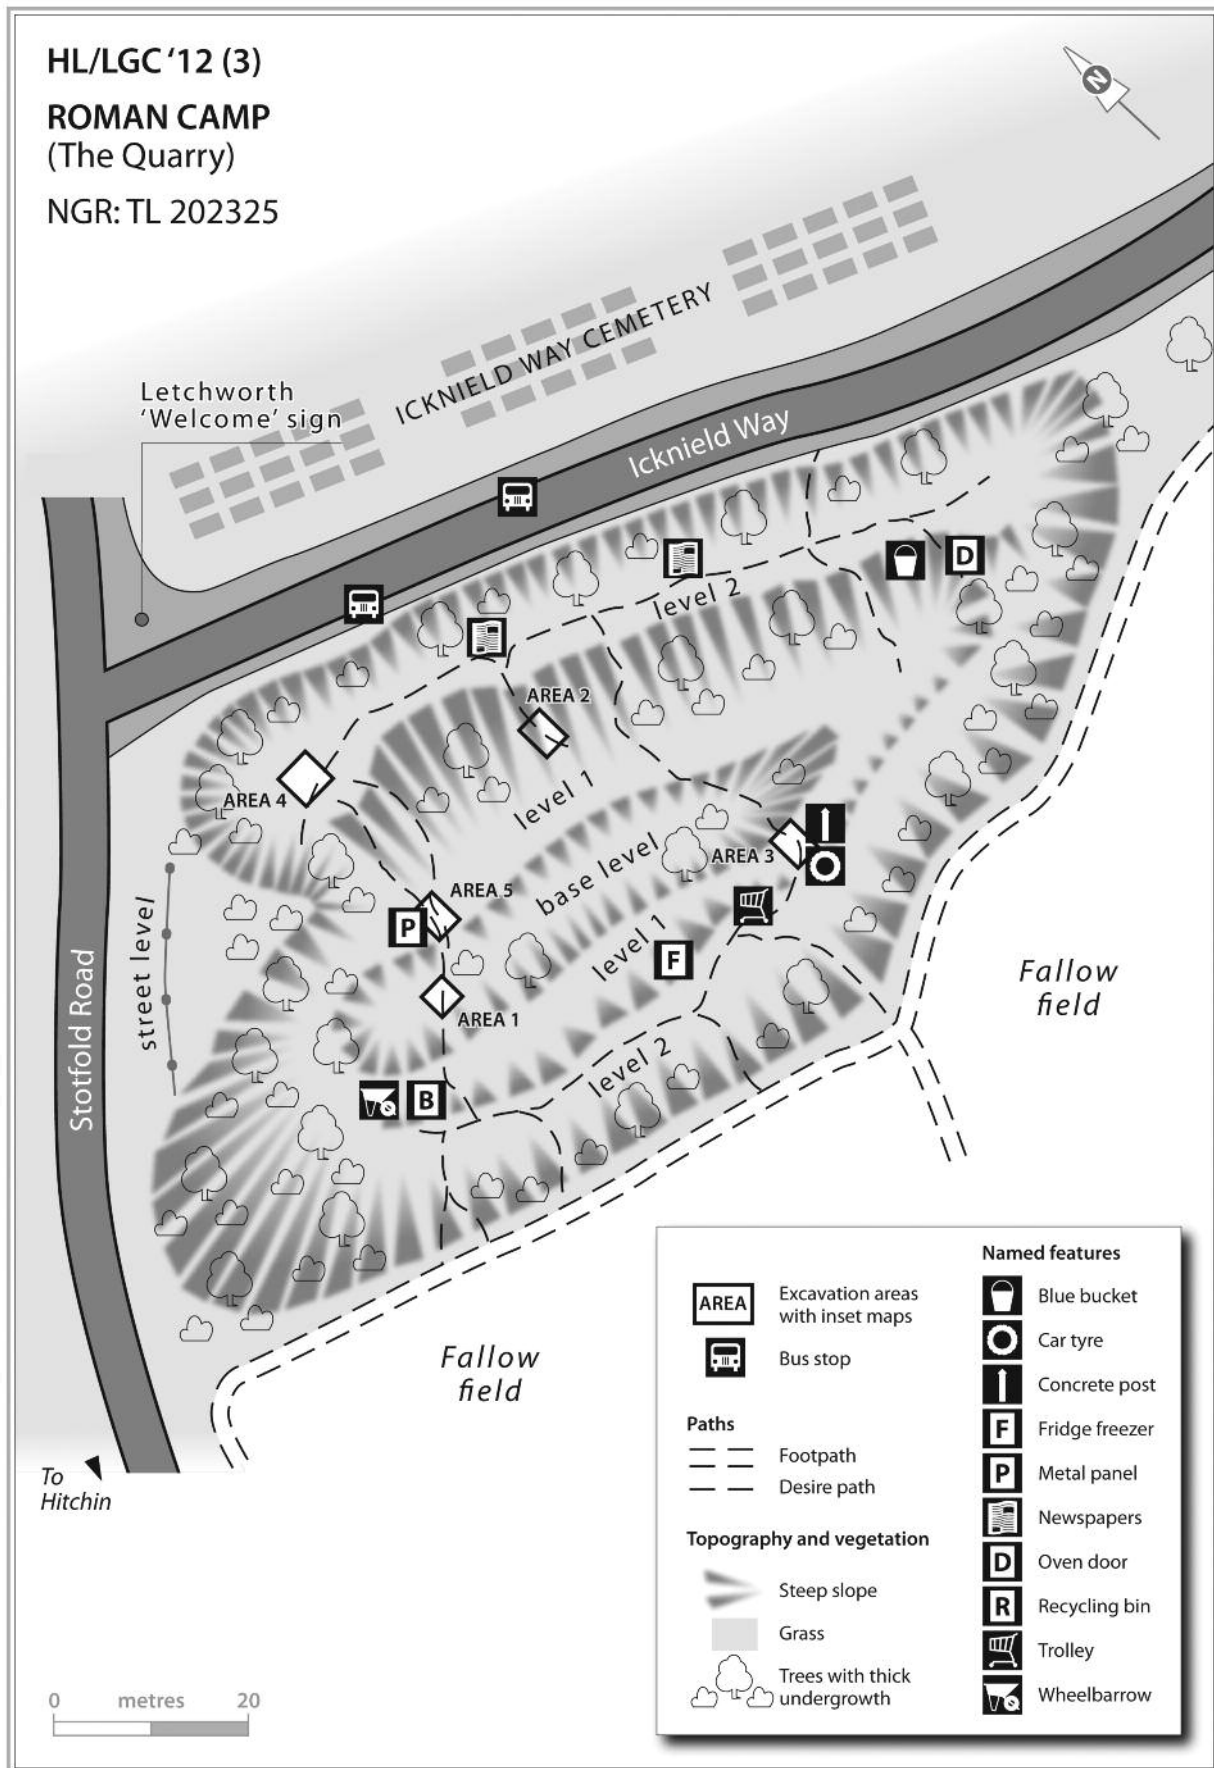 HL/LGC ‘12 (3)
ROMAN CAMP
(The Quarry)
NGR: TL 202325
N
ICKNIELD WAY CEMETERY
Letchworth
‘Welcome’ sign
Icknield Way
level 2
D
AREA 2
AREA 4
level 1
AREA 3
base level
AREA 5
P
level 1
F
street level
Stotfold Road
AREA 1
level 2
B
Fallow
field
Fallow
field
To
Hitchin
0 metres 20
AREA
Excavation areas
with inset maps
Bus stop
Paths
Footpath
Desire path
Topography and vegetation
Steep slope
Grass
Trees with thick
undergrowth
Named features
Blue bucket
Car tyre
Concrete post
F Fridge freezer
P Metal panel
Newspapers
D Oven door
R Recycling bin
Trolley
Wheelbarrow